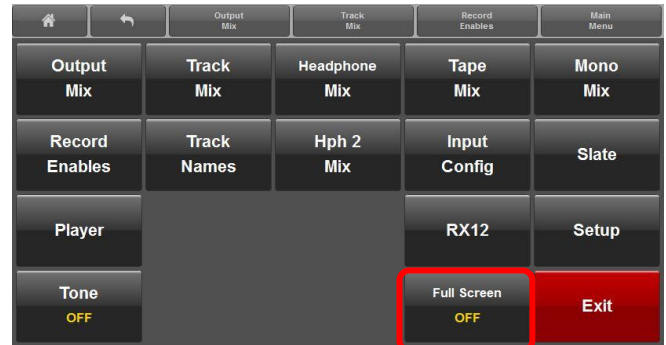 Output
Mix
Track
Mix
Record
Enables
Main
Menu
Output
Mix
Track
Mix
Headphone
Mix
Tape
Mix
Mono
Mix
Record
Enables
Track
Names
Hph 2
Mix
Input
Config
Slate
Player
RX12
Setup
Tone
OFF
Full Screen
OFF
Exit